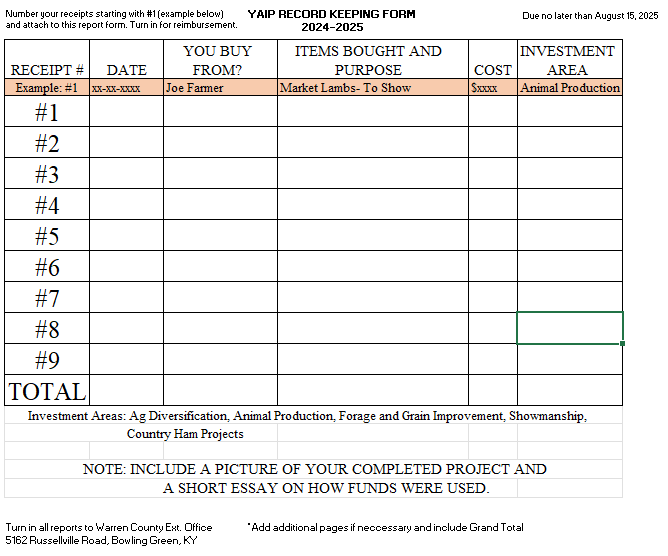 Number your receipts starting with #1 (example below)
and attach to this report form. Turn in for reimbursement.
YAIP RECORD KEEPING FORM
2024-2025
Due no later than August 15, 2025
RECEIPT # DATE YOU BUY FROM? ITEMS BOUGHT AND PURPOSE COST INVESTMENT AREA
Example: #1 xx-xx-xxxx Joe Farmer Market Lambs- To Show $xxxx Animal Production
#1
#2
#3
#4
#5
#6
#7
#8
#9
TOTAL
Investment Areas: Ag Diversification, Animal Production, Forage and Grain Improvement, Showmanship,
Country Ham Projects
NOTE: INCLUDE A PICTURE OF YOUR COMPLETED PROJECT AND
A SHORT ESSAY ON HOW FUNDS WERE USED.
Turn in all reports to Warren County Ext. Office
5162 Russellville Road, Bowling Green, KY
*Add additional pages if neccessary and include Grand Total